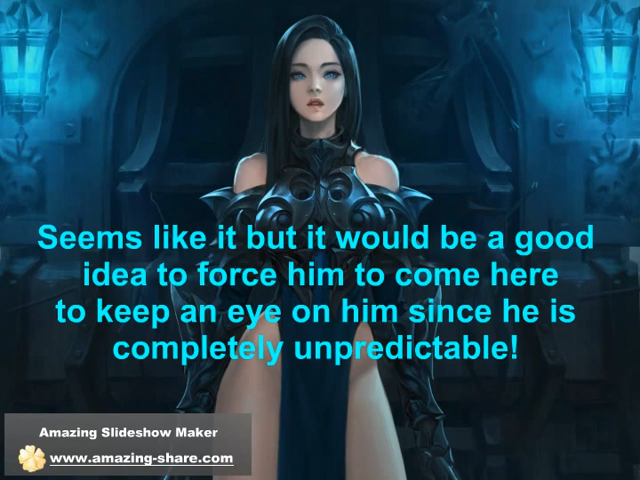 Seems like it but it would be a good
idea to force him to come here
to keep an eye on him since he is
completely unpredictable!
Amazing Slideshow Maker
www.amazing-share.com